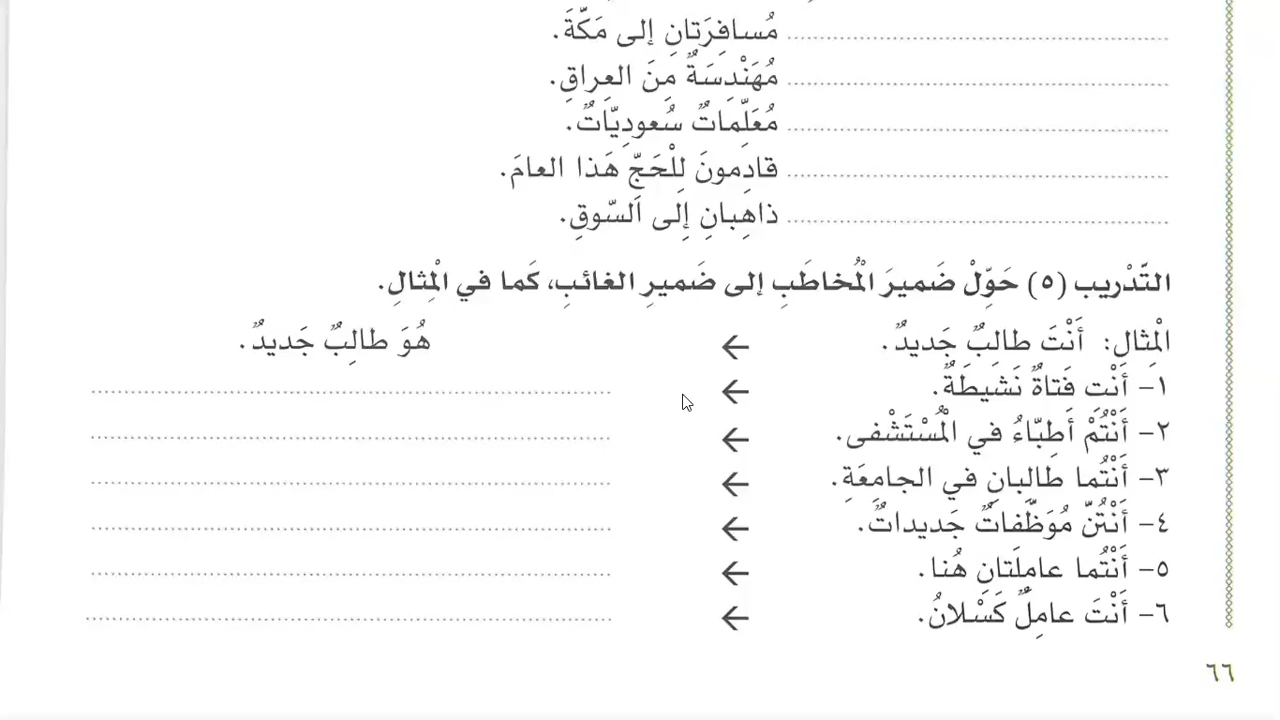 .............................. مُسافِرَتانِ إلى مَكَّةَ.
.............................. مُهَنْدِسَةٌ مِنَ العِراقِ.
.............................. مُعَلِّماتٌ سُعودِيّاتٌ.
.............................. قادِمونَ لِلْحَجِّ هَذا العامَ.
.............................. ذاهِبانِ إِلى السّوقِ.
التَّدْريب (٥) حَوِّلْ ضَميرَ الْمُخاطَبِ إلى ضَميرِ الغائبِ، كَما في الْمِثالِ.
الْمِثالِ: أَنْتَ طالِبٌ جَديدٌ. ← هُوَ طالِبٌ جَديدٌ.
١- أنْت فَتاةٌ نَشيطَةٌ. ← ..............................
٢- أَنْتُمْ أَطِبّاءُ في الْمُسْتَشْفى. ← ..............................
٣- أَنْتُما طالِبانِ في الجامِعَةِ. ← ..............................
٤- أَنْتُنَّ مُوَظَّفاتٌ جَديداتٌ. ← ..............................
٥- أَنْتُما عامِلَتانِ هُنا. ← ..............................
٦- أَنْتَ عامِلٌ كَسْلانُ. ← ..............................
٦٦